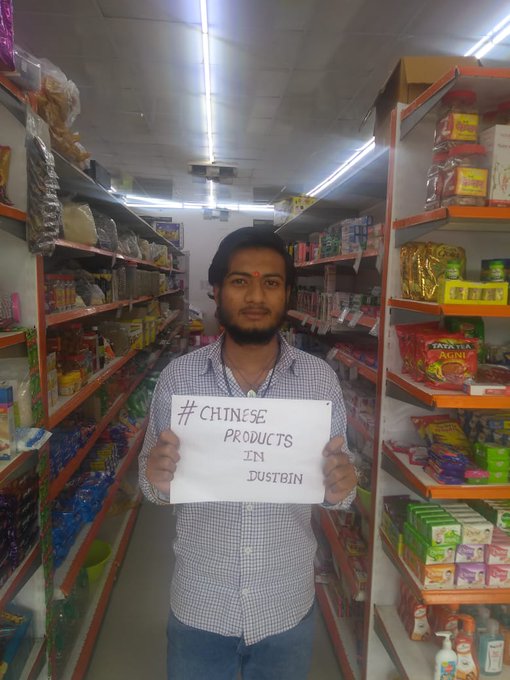 # CHINESE
PRODUCTS
IN
DUSTBIN
TATA TEA
AGNI